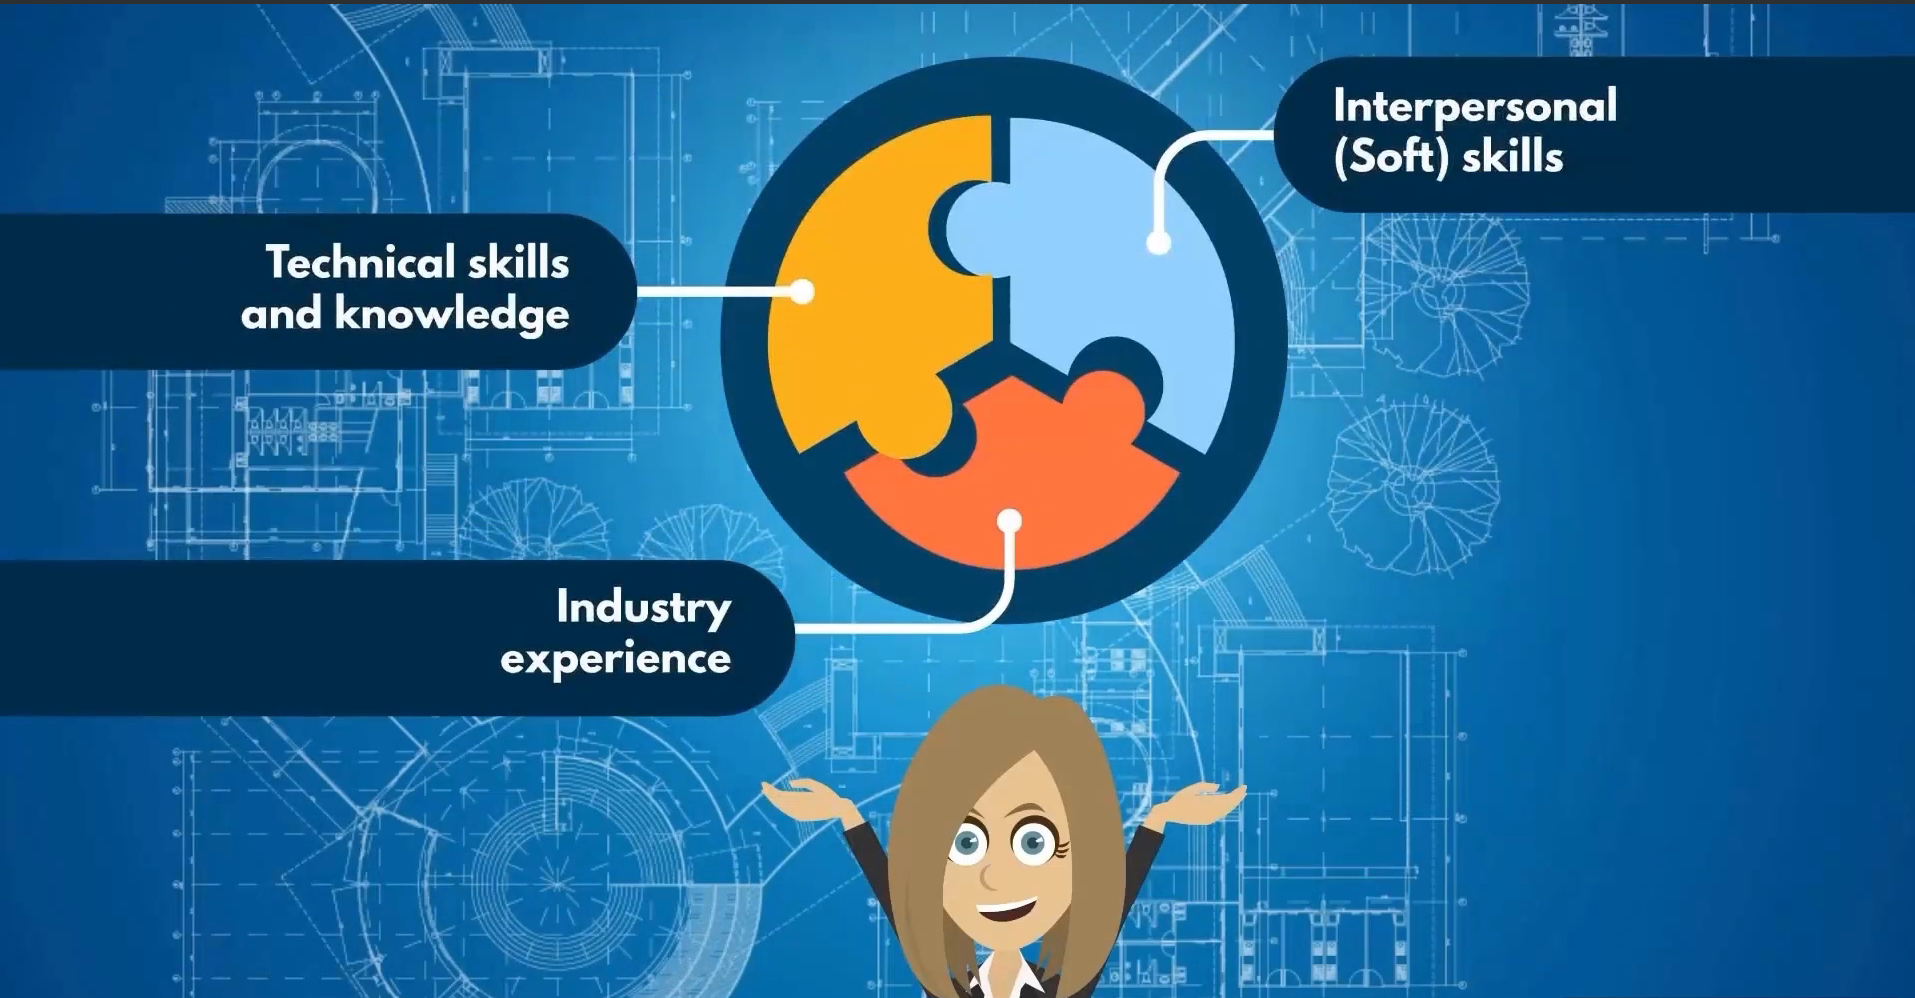 Interpersonal
(Soft) skills
Technical skills
and knowledge
Industry
experience